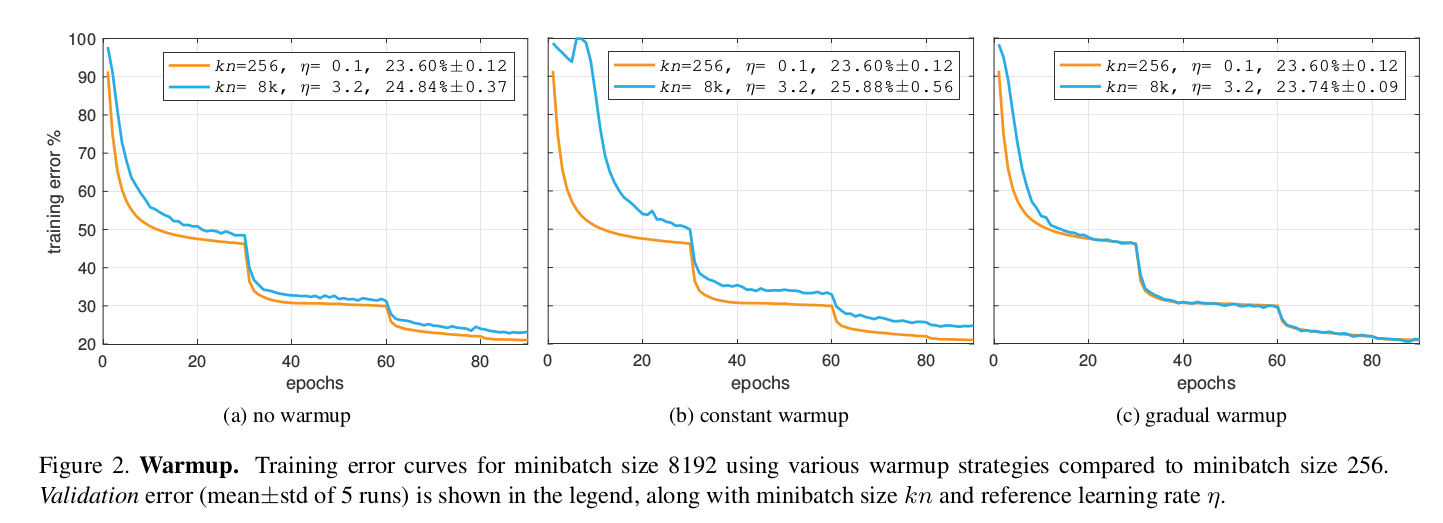 100
90
80
70
60
50
40
30
20
training error %
kn=256, η= 0.1, 23.60%±0.12
kn= 8k, η= 3.2, 24.84%±0.37
0 20 40 60 80
epochs
(a) no warmup
kn=256, η= 0.1, 23.60%±0.12
kn= 8k, η= 3.2, 25.88%±0.56
20 40 60 80
epochs
(b) constant warmup
kn=256, η= 0.1, 23.60%±0.12
kn= 8k, η= 3.2, 23.74%±0.09
0 20 40 60 80
epochs
(c) gradual warmup
Figure 2. Warmup. Training error curves for minibatch size 8192 using various warmup strategies compared to minibatch size 256.
Validation error (mean±std of 5 runs) is shown in the legend, along with minibatch size kn and reference learning rate η.